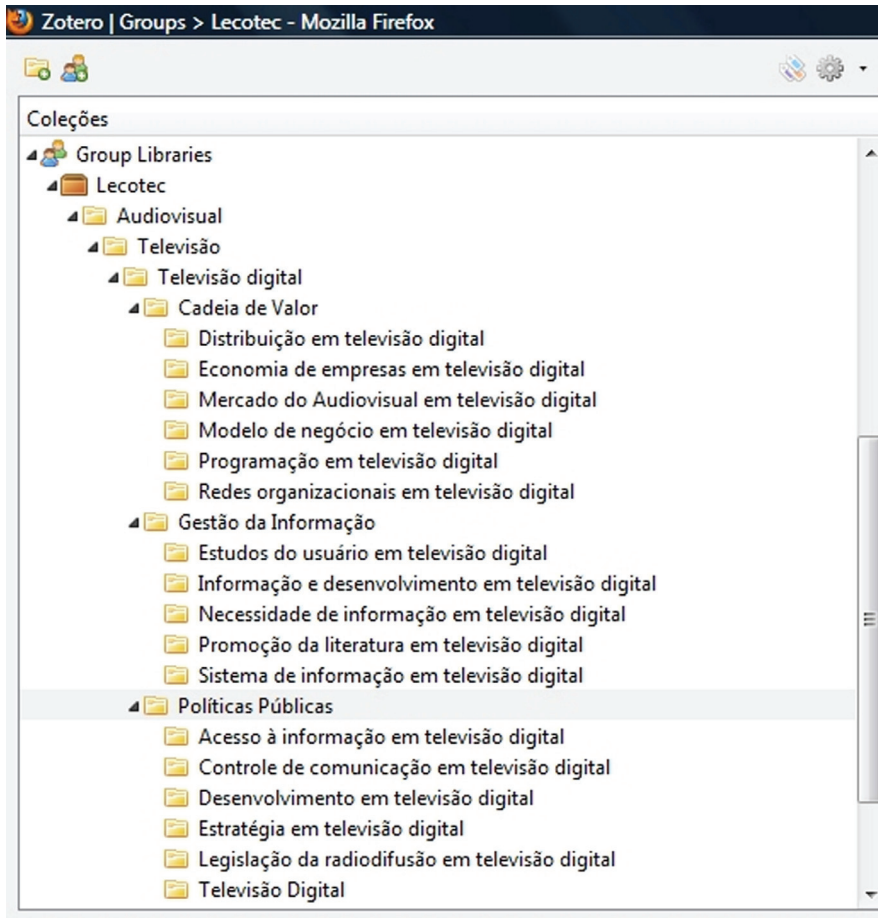 Zotero | Groups > Lecotec - Mozilla Firefox
Coleções
Group Libraries
Lecotec
Audiovisual
Televisão
Televisão digital
Cadeia de Valor
Distribuição em televisão digital
Economia de empresas em televisão digital
Mercado do Audiovisual em televisão digital
Modelo de negócio em televisão digital
Programação em televisão digital
Redes organizacionais em televisão digital
Gestão da Informação
Estudos do usuário em televisão digital
Informação e desenvolvimento em televisão digital
Necessidade de informação em televisão digital
Promoção da literatura em televisão digital
Sistema de informação em televisão digital
Políticas Públicas
Acesso à informação em televisão digital
Controle de comunicação em televisão digital
Desenvolvimento em televisão digital
Estratégia em televisão digital
Legislação da radiodifusão em televisão digital
Televisão Digital